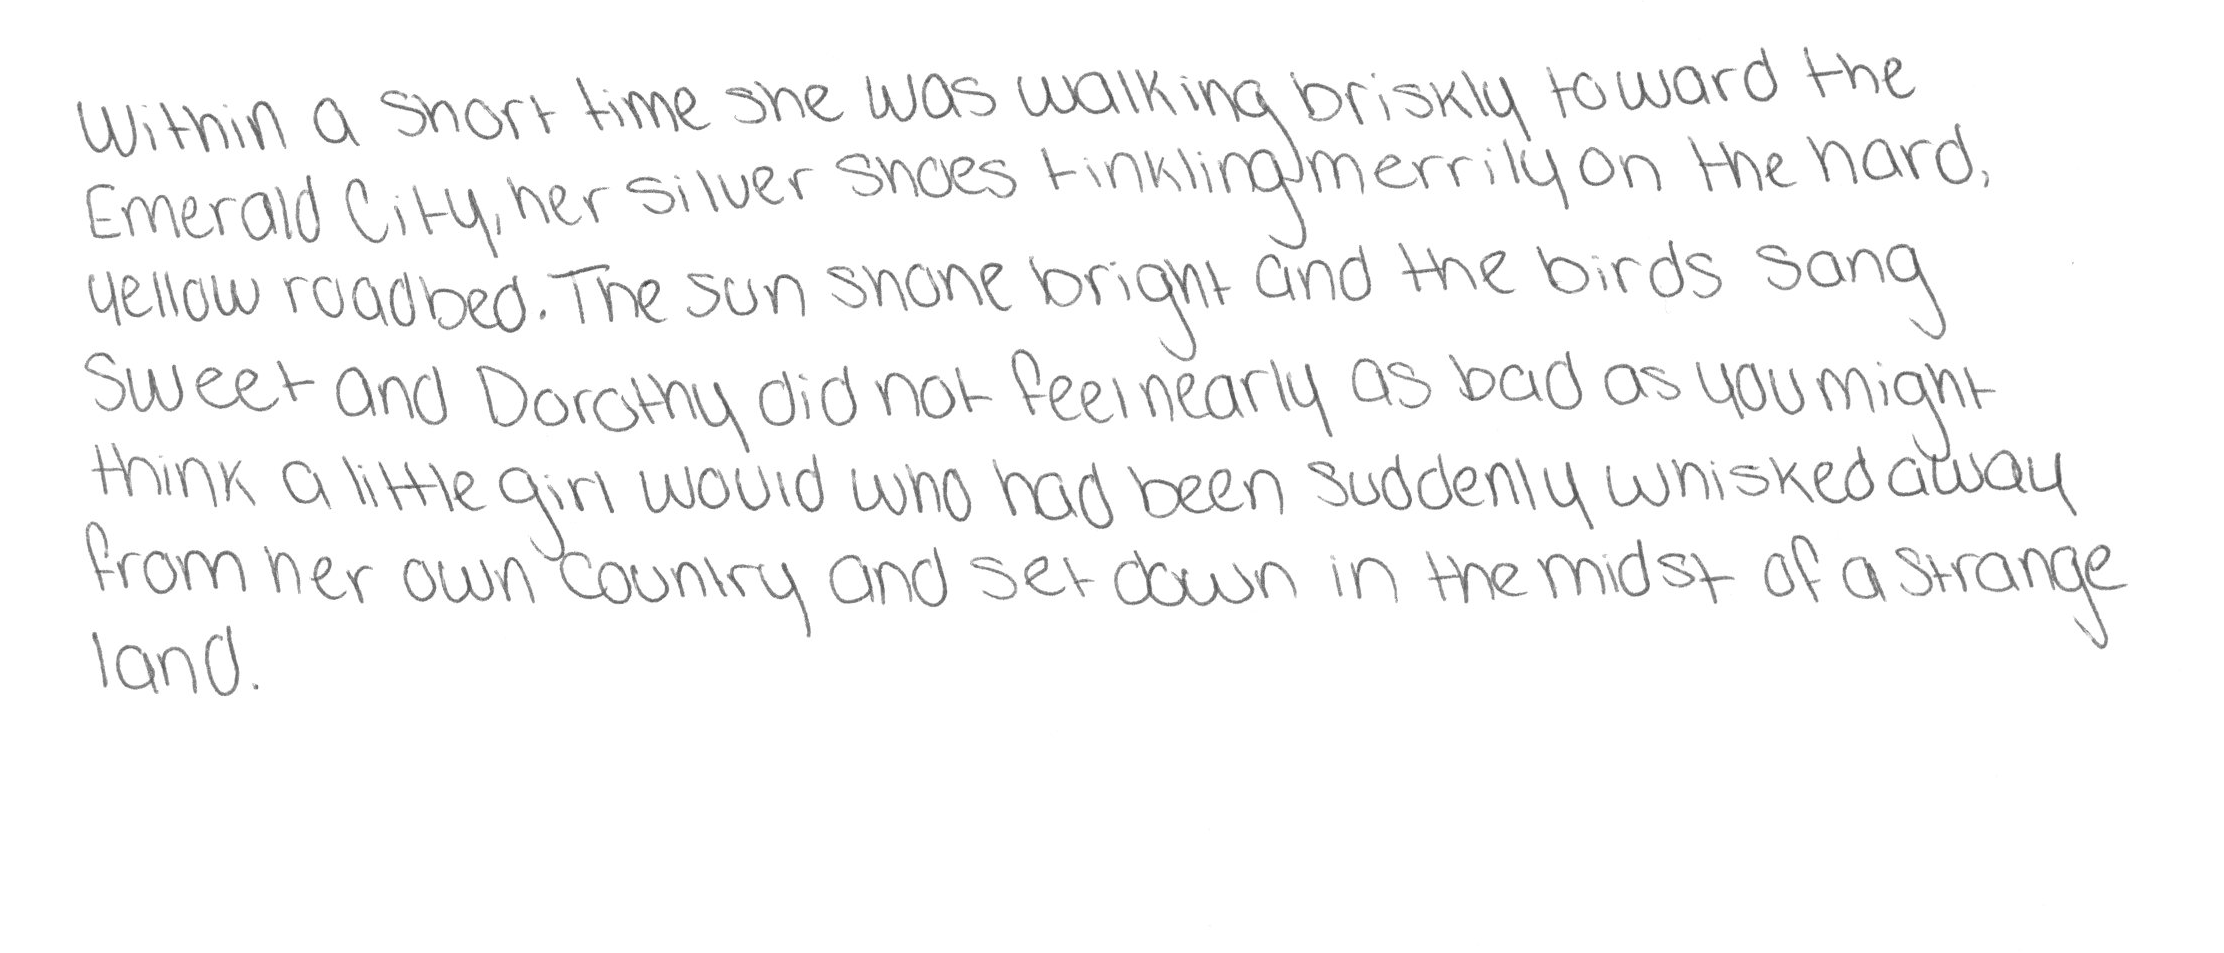 Within a short time she was walking briskly toward the
Emerald City, her silver shoes tinkling merrily on the hard,
yellow roadbed. The sun shone bright and the birds sang
sweet and Dorothy did not feel nearly as bad as you might
think a little girl would who had been suddenly whisked away
from her own country and set down in the midst of a strange
land.